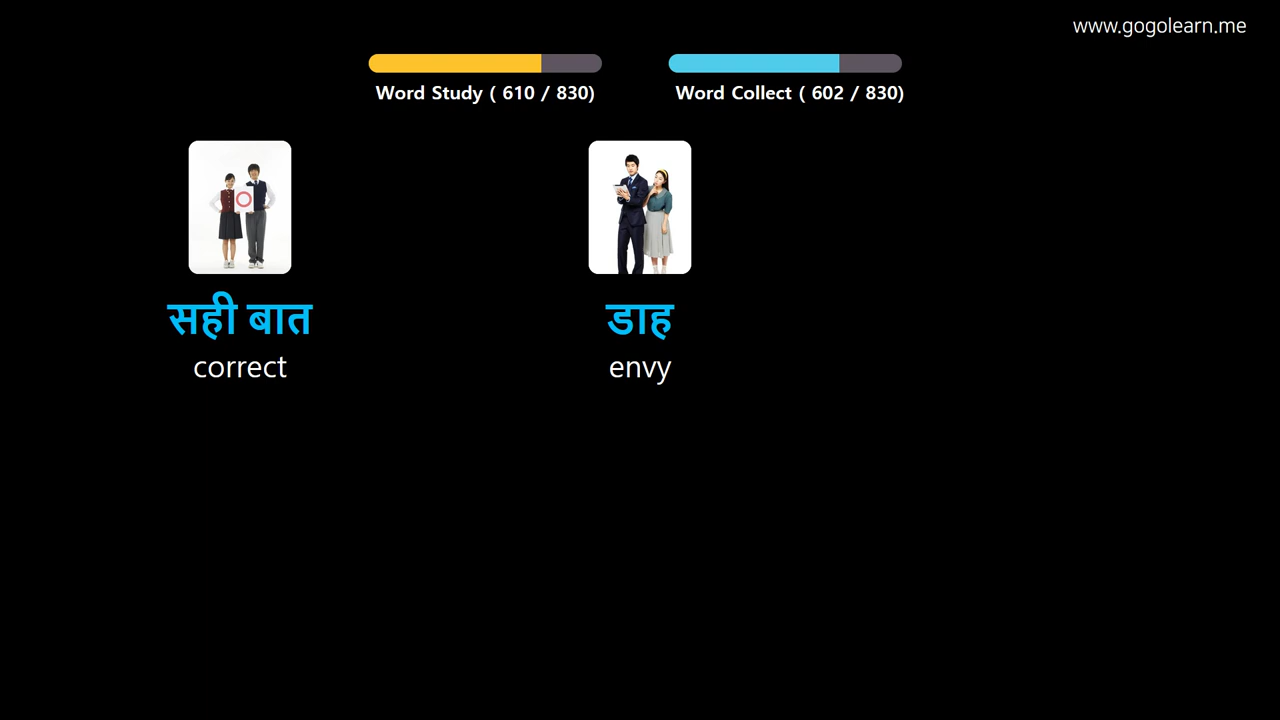 www.gogolearn.me
Word Study ( 610 / 830)
Word Collect ( 602 / 830)
सही बात
correct
डाह
envy